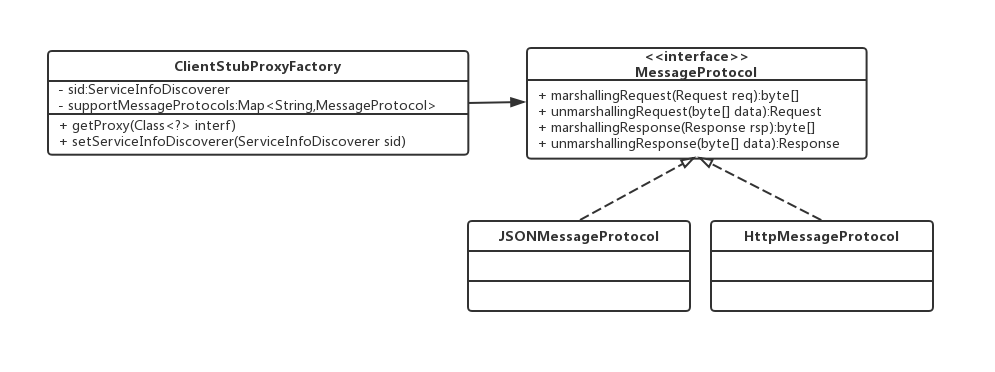 ClientStubProxyFactory
- sid:ServiceInfoDiscoverer
- supportMessageProtocols:Map<String,MessageProtocol>
+ getProxy(Class<?> interf)
+ setServiceInfoDiscoverer(ServiceInfoDiscoverer sid)
<<interface>>
MessageProtocol
+ marshallingRequest(Request req):byte[]
+ unmarshallingRequest(byte[] data):Request
+ marshallingResponse(Response rsp):byte[]
+ unmarshallingResponse(byte[] data):Response
JSONMessageProtocol
HttpMessageProtocol